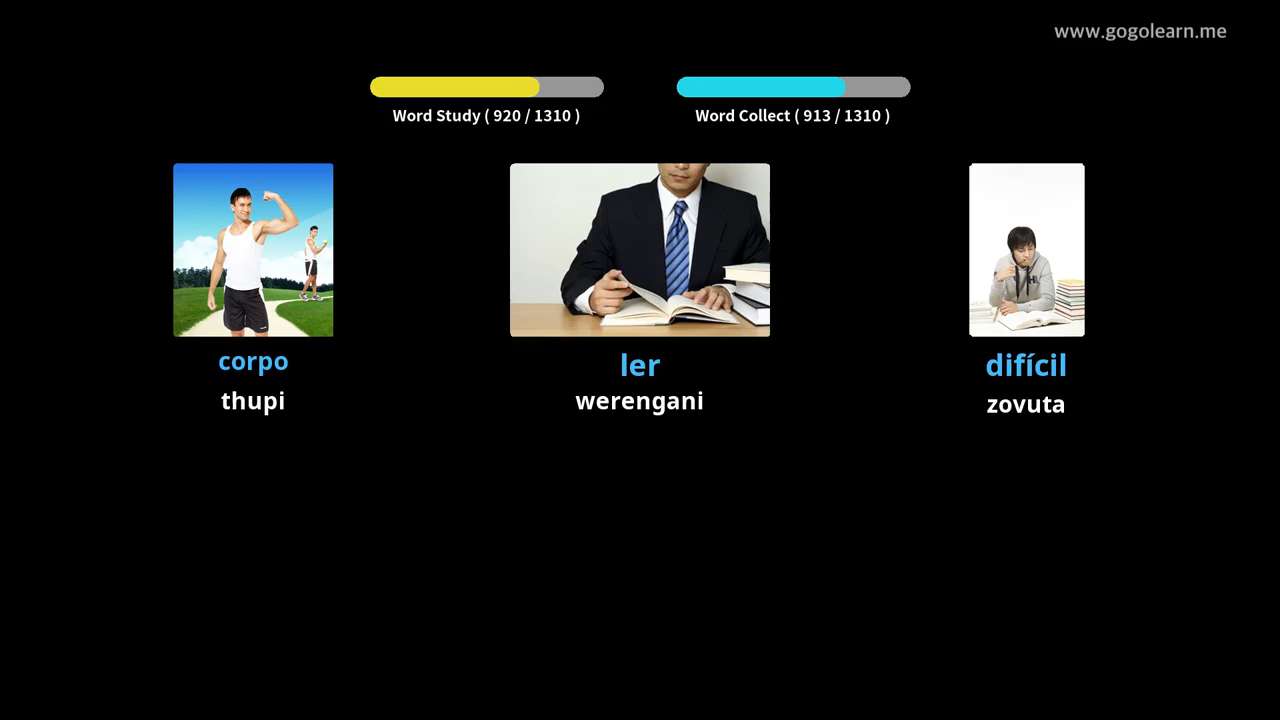 www.gogolearn.me
Word Study ( 920 / 1310 )
Word Collect ( 913 / 1310 )
corpo
thupi
ler
werengani
difícil
zovuta